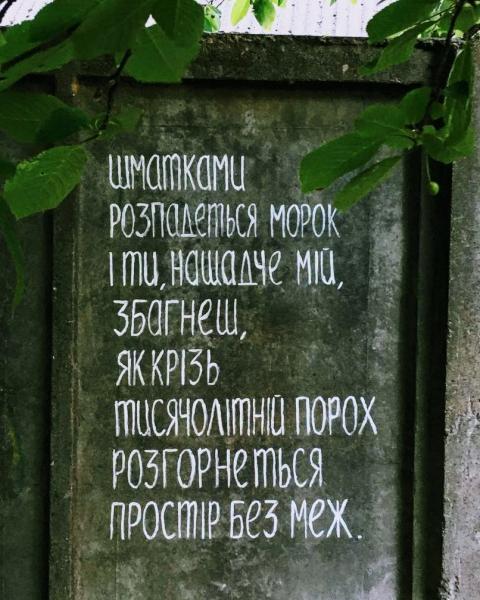 шматками
розпадеться морок
і ти, нащадче мій,
збагнеш,
як крізь
тисячолітній порох
розгорнеться
простір без меж.